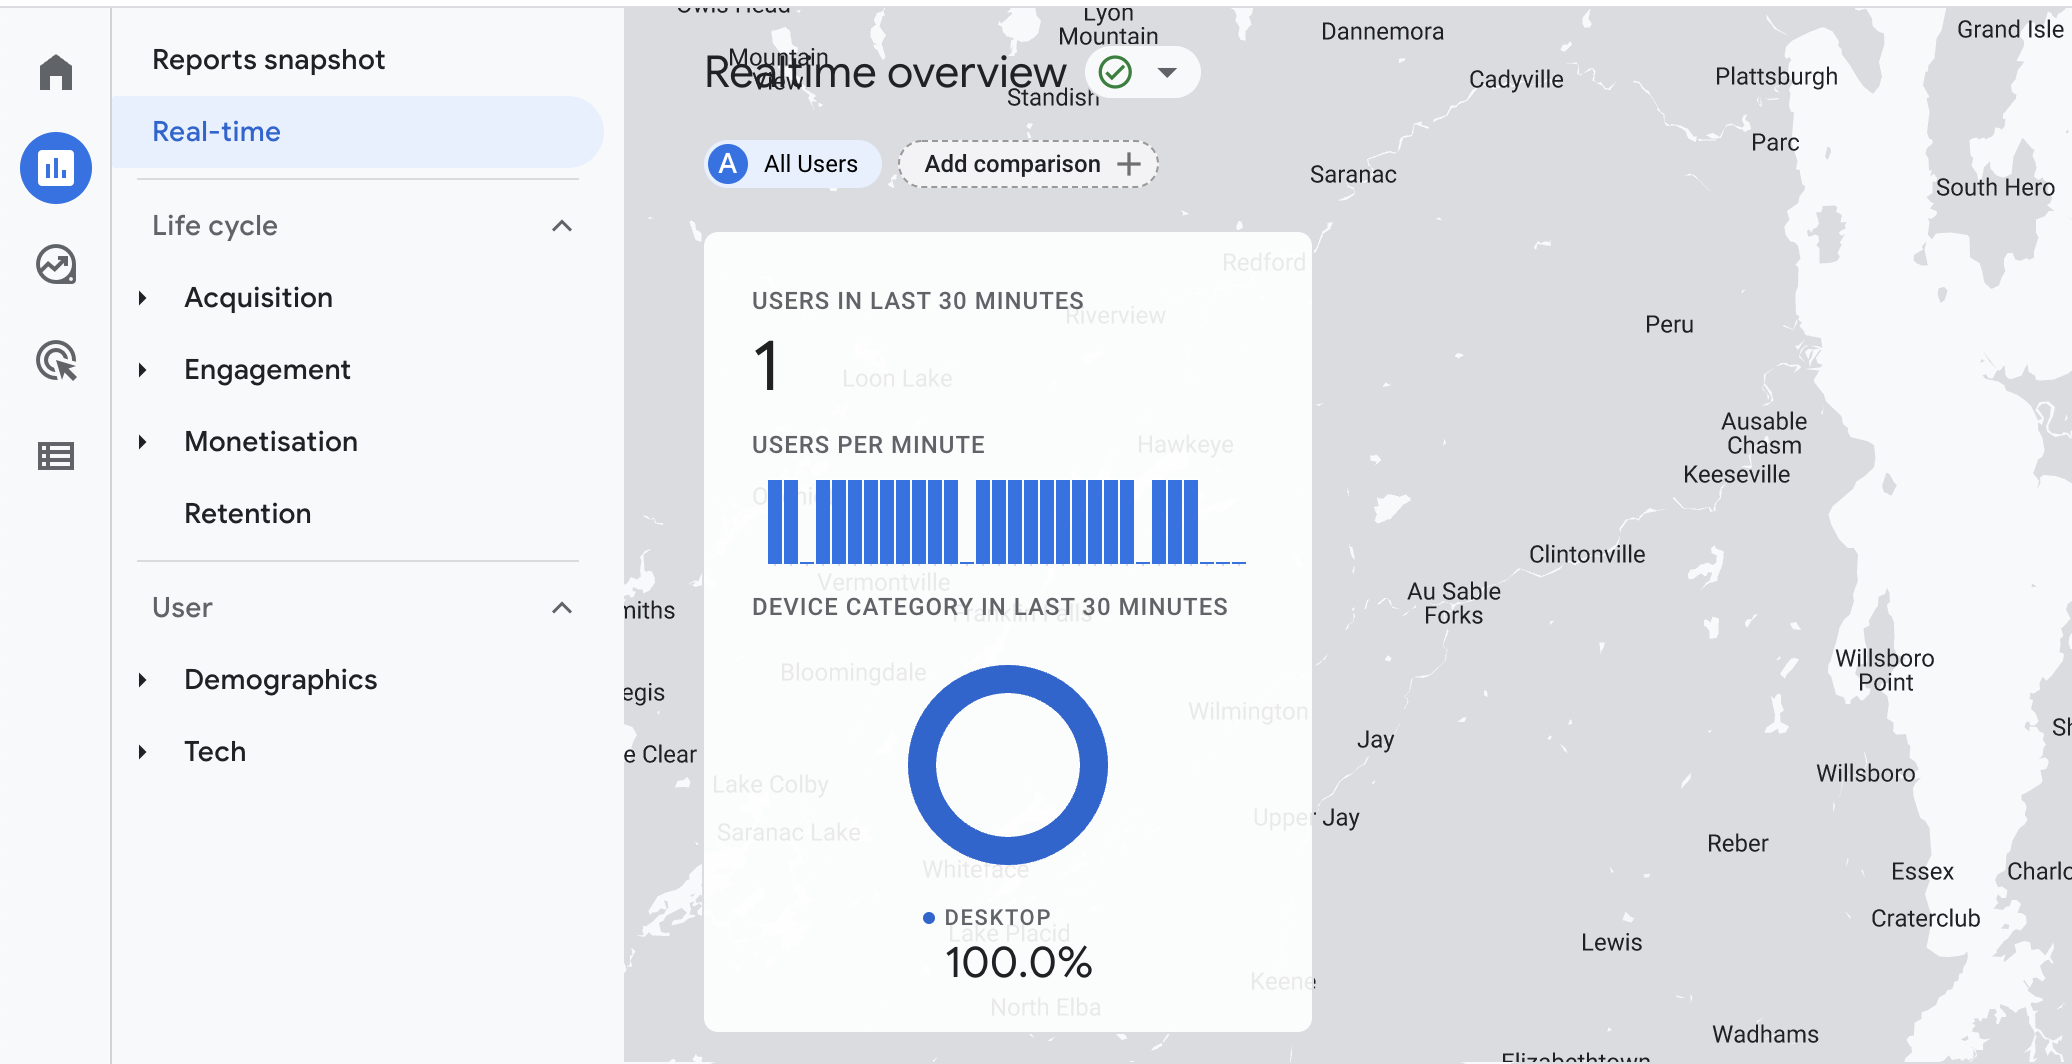 Reports snapshot
Real-time
Life cycle
Acquisition
Engagement
Monetisation
Retention
User
Demographics
Tech
Realtime overview
A All Users
Add comparison
USERS IN LAST 30 MINUTES
1
USERS PER MINUTE
DEVICE CATEGORY IN LAST 30 MINUTES
DESKTOP
100.0%
Owls Head
Mountain
View
Lyon
Mountain
Standish
Dannemora
Cadyville
Plattsburgh
Grand Isle
Parc
Saranac
South Hero
Redford
Riverview
Loon Lake
Hawkeye
Peru
Ausable
Chasm
Keeseville
Clintonville
Au Sable
Forks
Vermontville
Franklin Falls
Bloomingdale
Wilmington
Willsboro
Point
Jay
Willsboro
Lake Colby
Saranac Lake
Upper Jay
Whiteface
Reber
Essex
Craterclub
Lake Placid
Lewis
Keene
North Elba
Wadhams
Elizabethtown
miths
egis
e Clear
Sh
Charlo